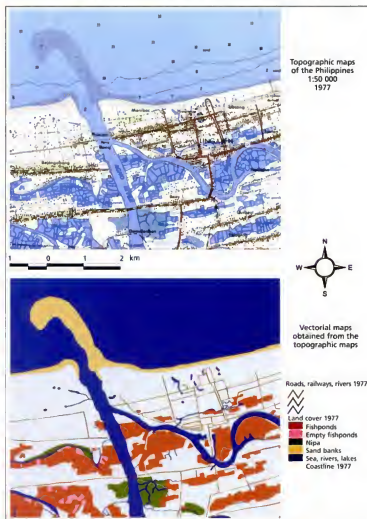 Topographic maps
of the Philippines
1:50 000
1977
1 0 1 2 km
N
W E
S
Vectorial maps
obtained from the
topographic maps
Roads, railways, rivers 1977
Land cover 1977
Fishponds
Empty fishponds
Nipa
Sand banks
Sea, rivers, lakes
Coastline 1977